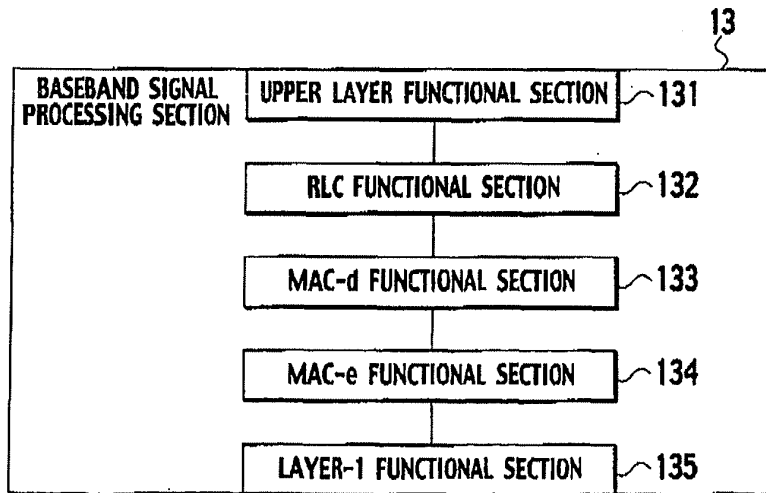 13
BASEBAND SIGNAL
PROCESSING SECTION
UPPER LAYER FUNCTIONAL SECTION
131
RLC FUNCTIONAL SECTION
132
MAC-d FUNCTIONAL SECTION
133
MAC-e FUNCTIONAL SECTION
134
LAYER-1 FUNCTIONAL SECTION
135